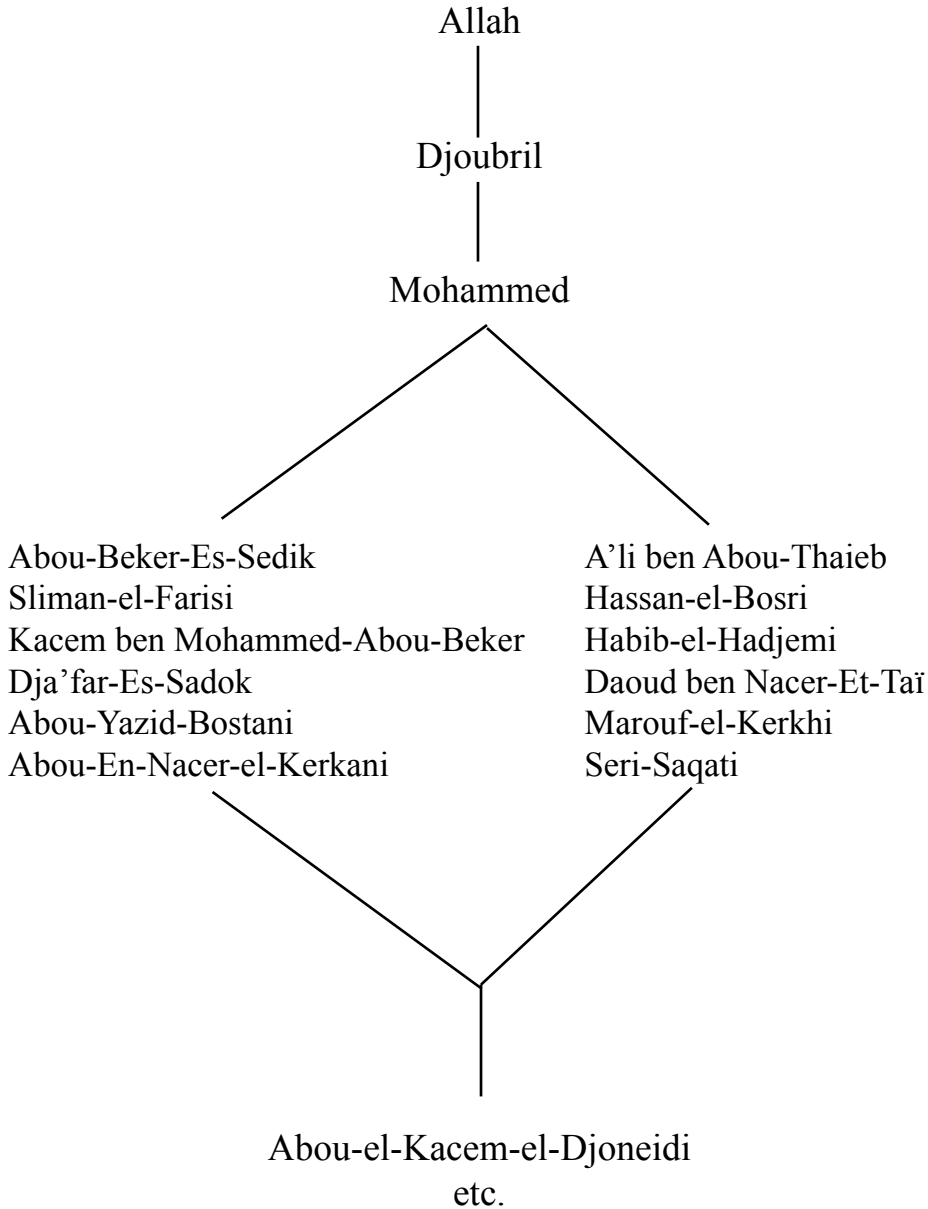 Allah
Djoubril
Mohammed
Abou-Beker-Es-Sedik
Sliman-el-Farisi
Kacem ben Mohammed-Abou-Beker
Dja’far-Es-Sadok
Abou-Yazid-Bostani
Abou-En-Nacer-el-Kerkani
A’li ben Abou-Thaieb
Hassan-el-Bosri
Habib-el-Hadjemi
Daoud ben Nacer-Et-Taï
Marouf-el-Kerkhi
Seri-Saqati
Abou-el-Kacem-el-Djoneidi
etc.